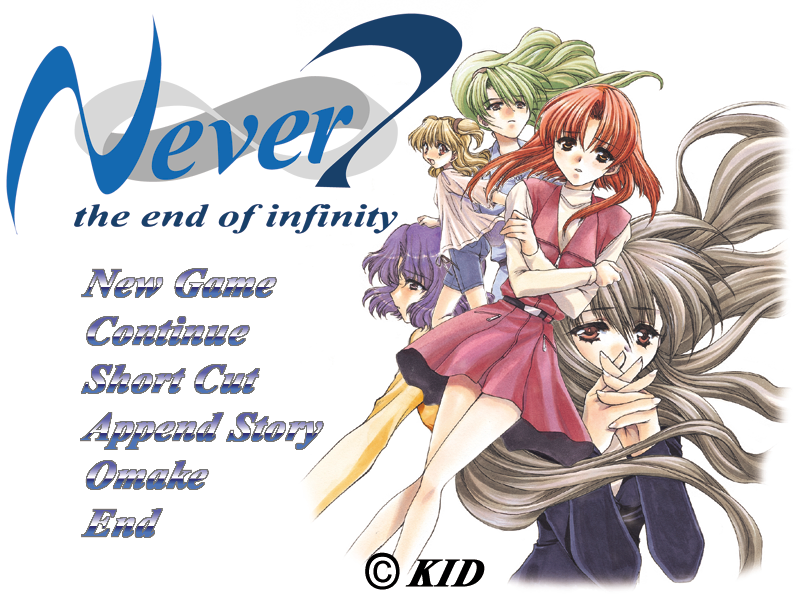 Never7
the end of infinity
New Game
Continue
Short Cut
Append Story
Omake
End
© KID